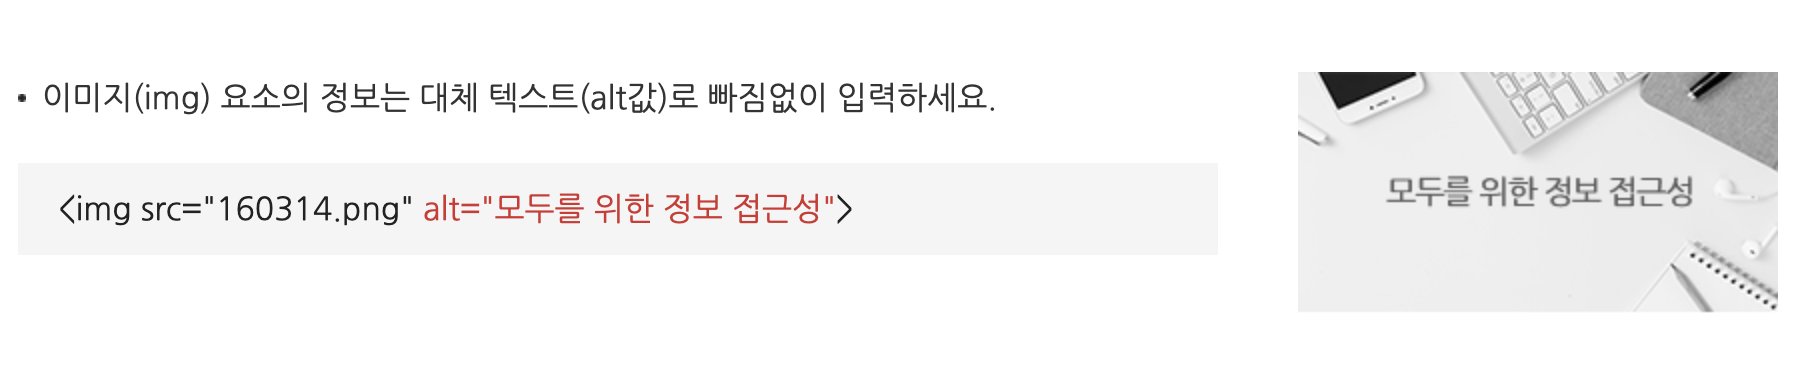 • 이미지(img) 요소의 정보는 대체 텍스트(alt값)로 빠짐없이 입력하세요.
<img src="160314.png" alt="모두를 위한 정보 접근성">
모두를 위한 정보 접근성